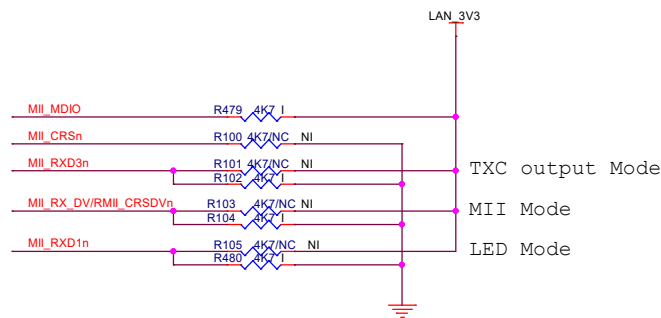 LAN_3V3
MII_MDIO R479 4K7 I
MII_CRSn R100 4K7/NC NI
MII_RXD3n R101 4K7/NC NI TXC output Mode
R102 4K7 I
MII_RX_DV/RMII_CRSDVn R103 4K7/NC NI MII Mode
R104 4K7 I
MII_RXD1n R105 4K7/NC NI LED Mode
R480 4K7 I